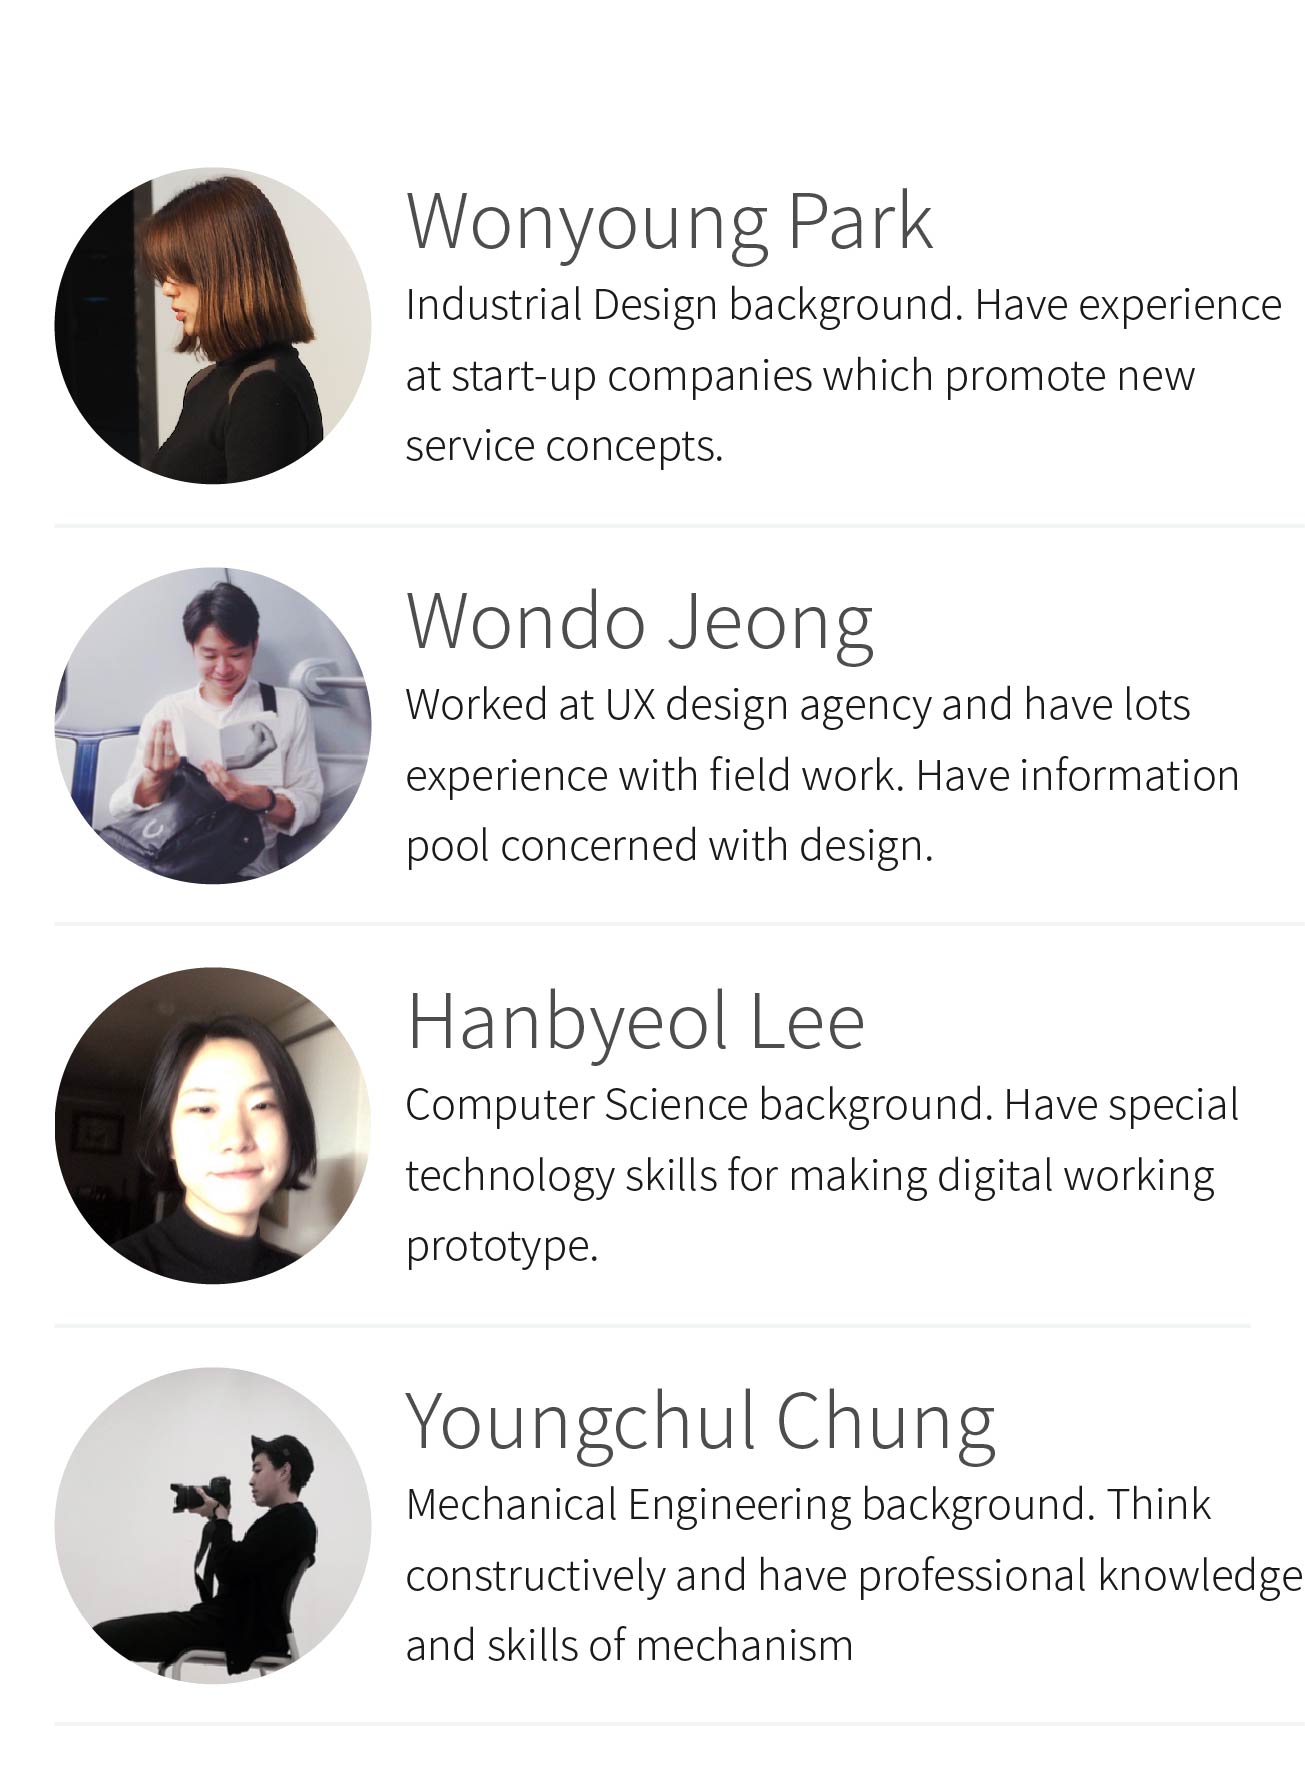 Wonyoung Park
Industrial Design background. Have experience
at start-up companies which promote new
service concepts.
Wondo Jeong
Worked at UX design agency and have lots
experience with field work. Have information
pool concerned with design.
Hanbyeol Lee
Computer Science background. Have special
technology skills for making digital working
prototype.
Youngchul Chung
Mechanical Engineering background. Think
constructively and have professional knowledge
and skills of mechanism